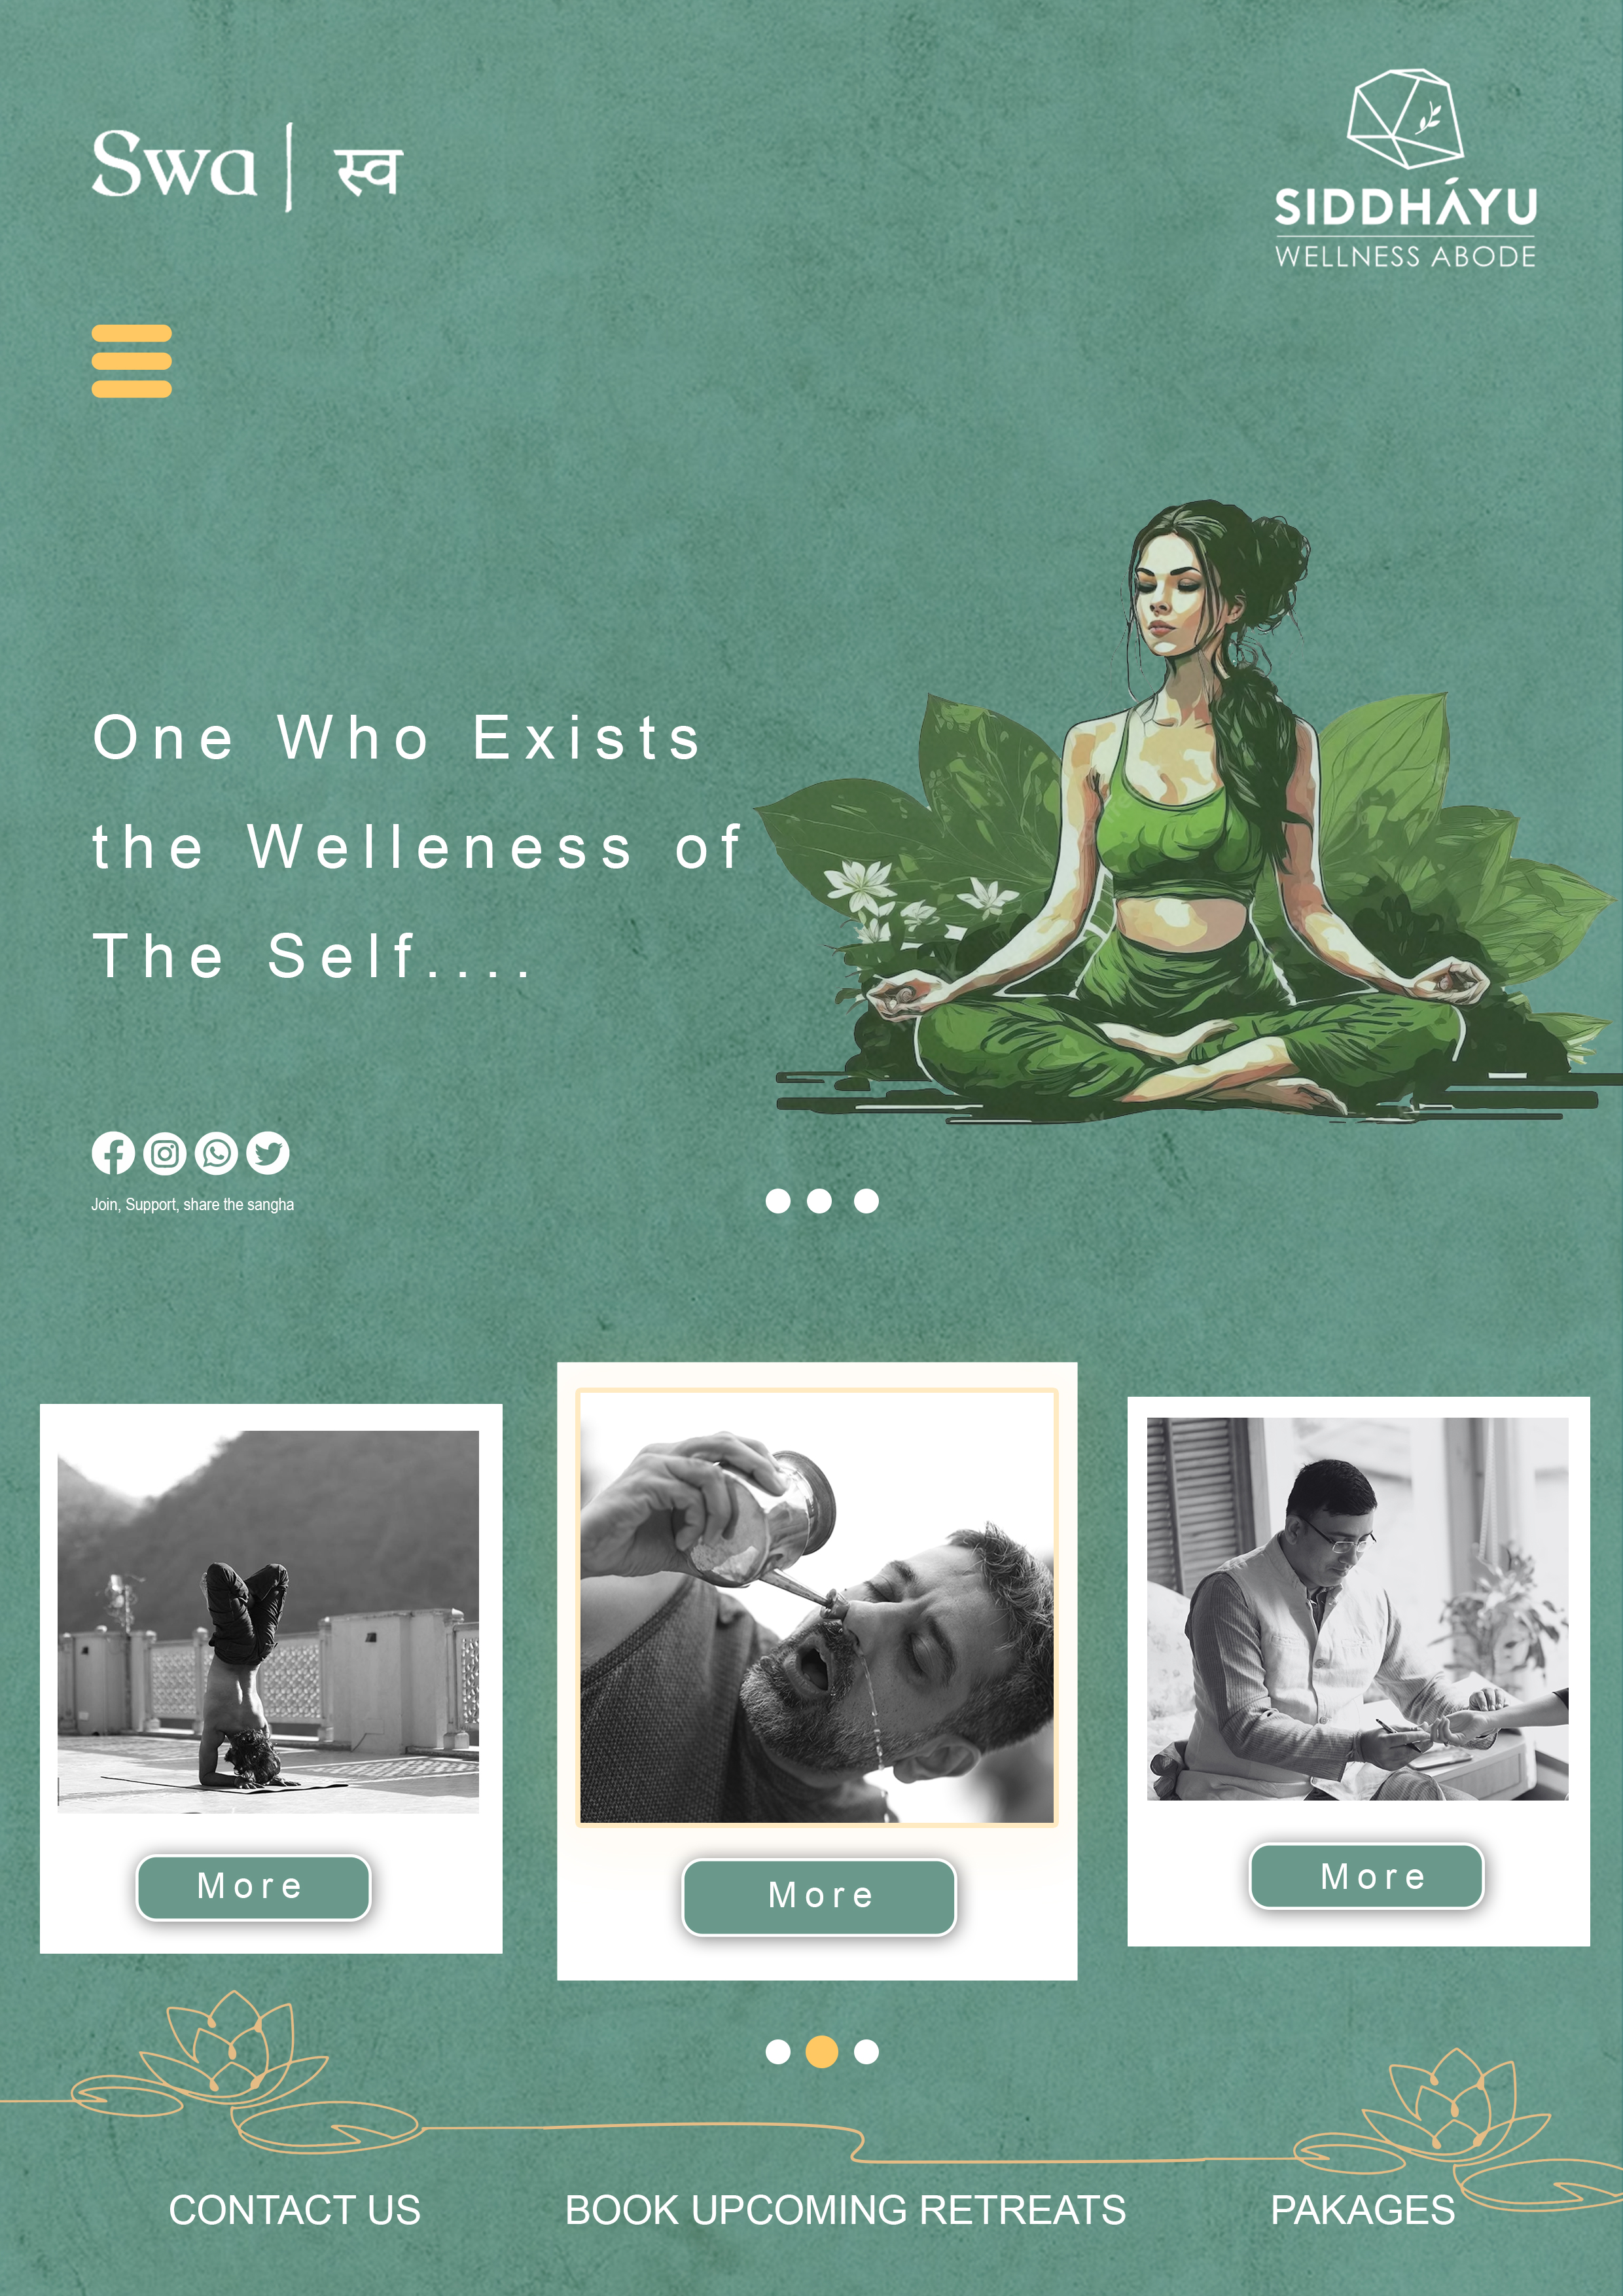 Swa | स्व
SIDDHÁYU
WELLNESS ABODE
One Who Exists
the Welleness of
The Self....
Join, Support, share the sangha
More
More
More
CONTACT US
BOOK UPCOMING RETREATS
PAKAGES